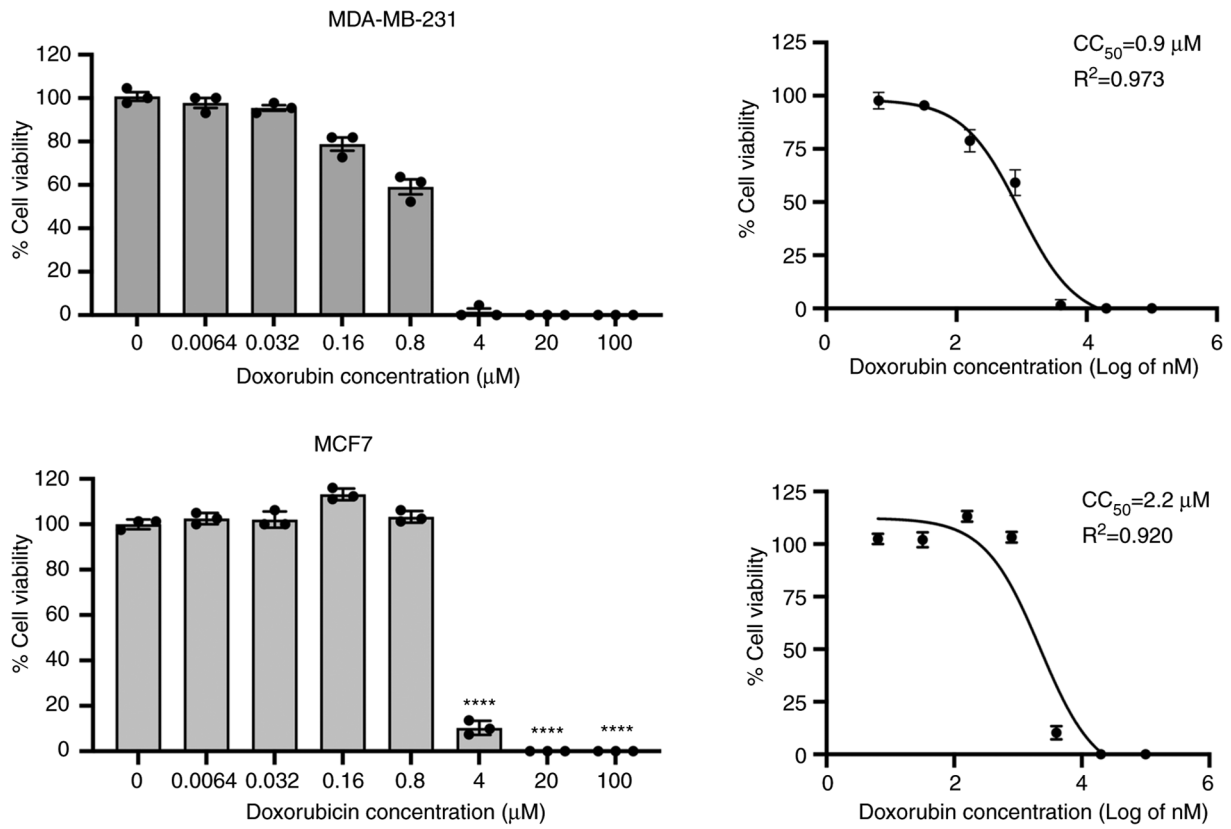 MDA-MB-231
120
100
80
60
40
20
0
% Cell viability
0 0.0064 0.032 0.16 0.8 4 20 100
Doxorubin concentration (μM)
CC50=0.9 μM
R2=0.973
125
100
75
50
25
0
% Cell viability
0 2 4 6
Doxorubin concentration (Log of nM)
MCF7
120
100
80
60
40
20
0
% Cell viability
**** **** ****
0 0.0064 0.032 0.16 0.8 4 20 100
Doxorubicin concentration (μM)
CC50=2.2 μM
R2=0.920
125
100
75
50
25
0
% Cell viability
0 2 4 6
Doxorubin concentration (Log of nM)